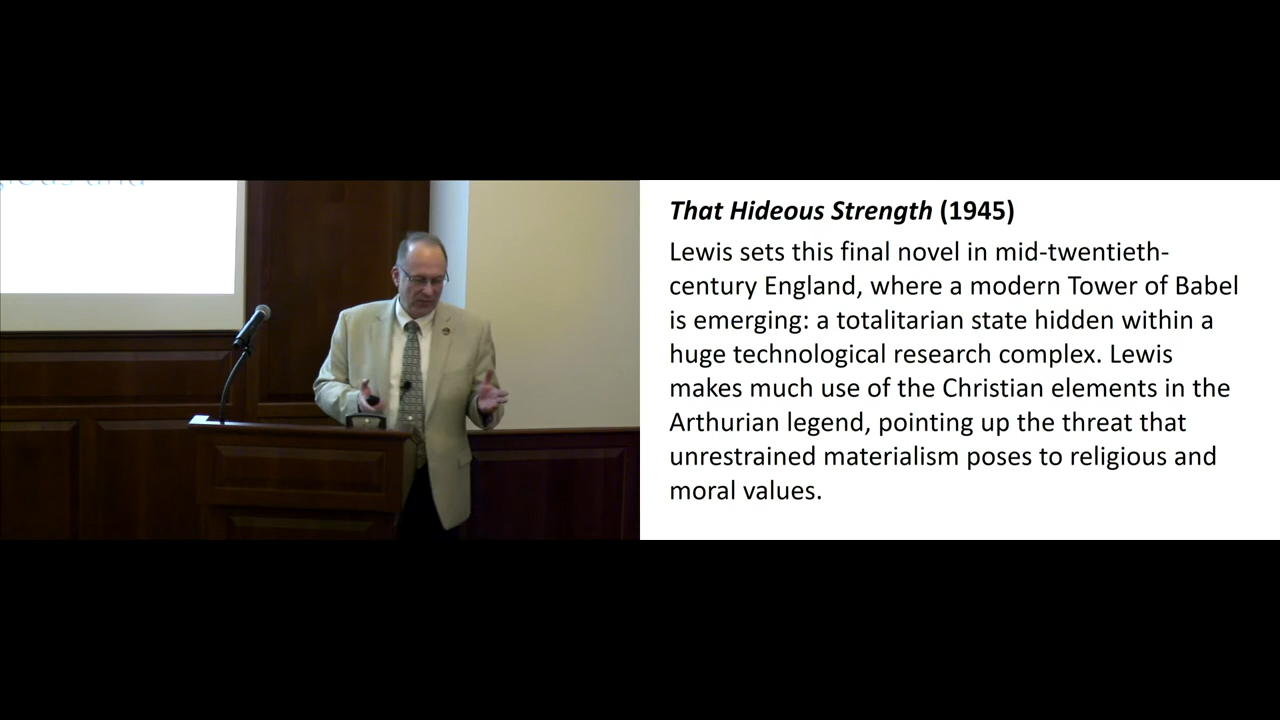 and
That Hideous Strength (1945)
Lewis sets this final novel in mid-twentieth-
century England, where a modern Tower of Babel
is emerging: a totalitarian state hidden within a
huge technological research complex. Lewis
makes much use of the Christian elements in the
Arthurian legend, pointing up the threat that
unrestrained materialism poses to religious and
moral values.